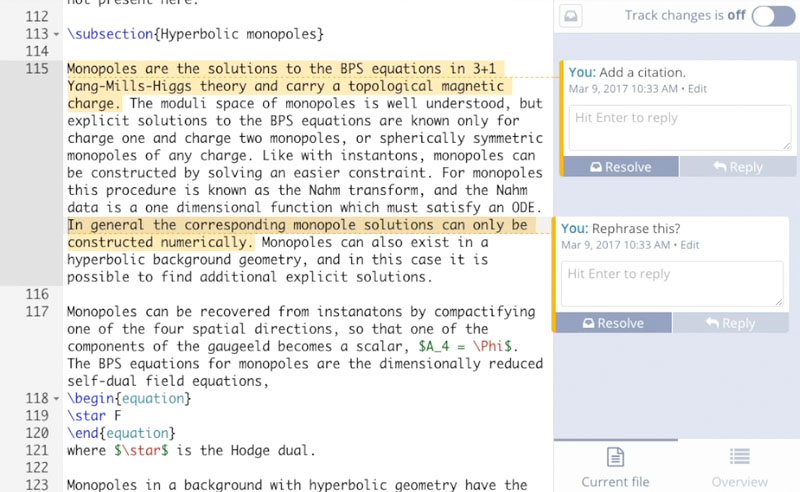 not present here.
112
113 \subsection{Hyperbolic monopoles}
114
115 Monopoles are the solutions to the BPS equations in 3+1
Yang-Mills-Higgs theory and carry a topological magnetic
charge. The moduli space of monopoles is well understood, but
explicit solutions to the BPS equations are known only for
charge one and charge two monopoles, or spherically symmetric
monopoles of any charge. Like with instantons, monopoles can
be constructed by solving an easier constraint. For monopoles
this procedure is known as the Nahm transform, and the Nahm
data is a one dimensional function which must satisfy an ODE.
In general the corresponding monopole solutions can only be
constructed numerically. Monopoles can also exist in a
hyperbolic background geometry, and in this case it is
possible to find additional explicit solutions.
116
117 Monopoles can be recovered from instanatons by compactifying
one of the four spatial directions, so that one of the
components of the gaugeeld becomes a scalar, $A_4 = \Phi$.
The BPS equations for monopoles are the dimensionally reduced
self-dual field equations,
118 \begin{equation}
119 \star F
120 \end{equation}
121 where $\star$ is the Hodge dual.
122
123 Monopoles in a background with hyperbolic geometry have the
Track changes is off
You: Add a citation.
Mar 9, 2017 10:33 AM • Edit
Hit Enter to reply
Resolve
Reply
You: Rephrase this?
Mar 9, 2017 10:33 AM • Edit
Hit Enter to reply
Resolve
Reply
Current file
Overview